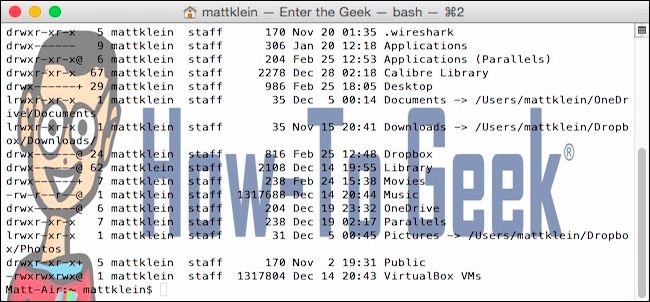 mattklein — Enter the Geek — bash — ⌘2
drwxr-xr-x 5 mattklein staff 170 Nov 20 01:35 .wireshark
drwx------ 9 mattklein staff 306 Jan 20 12:18 Applications
drwxr-xr-x@ 6 mattklein staff 204 Feb 25 12:53 Applications (Parallels)
drwxr-xr-x 67 mattklein staff 2278 Dec 28 02:18 Calibre Library
drwx------+ 29 mattklein staff 986 Feb 25 18:05 Desktop
lrwxr-xr-x 1 mattklein staff 35 Dec 5 00:14 Documents -> /Users/mattklein/OneDr
ive/Documents
lrwxr-xr-x 1 mattklein staff 35 Nov 15 20:41 Downloads -> /Users/mattklein/Dropb
ox/Downloads/
drwx------@ 24 mattklein staff 816 Feb 25 12:48 Dropbox
drwx------@ 62 mattklein staff 2108 Dec 14 19:55 Library
drwx------+ 7 mattklein staff 238 Feb 24 15:38 Movies
-rw-r--r--@ 1 mattklein staff 1317688 Dec 14 20:44 Music
drwx------@ 6 mattklein staff 204 Dec 19 23:32 OneDrive
drwxr-xr-x 7 mattklein staff 238 Dec 19 02:17 Parallels
lrwxr-xr-x 1 mattklein staff 31 Dec 5 00:45 Pictures -> /Users/mattklein/Dropbo
x/Photos
drwxr-xr-x+ 5 mattklein staff 170 Nov 2 19:31 Public
-rwxrwxrwx@ 1 mattklein staff 1317804 Dec 14 20:43 VirtualBox VMs
Matt-Air:~ mattklein$
How-To Geek®